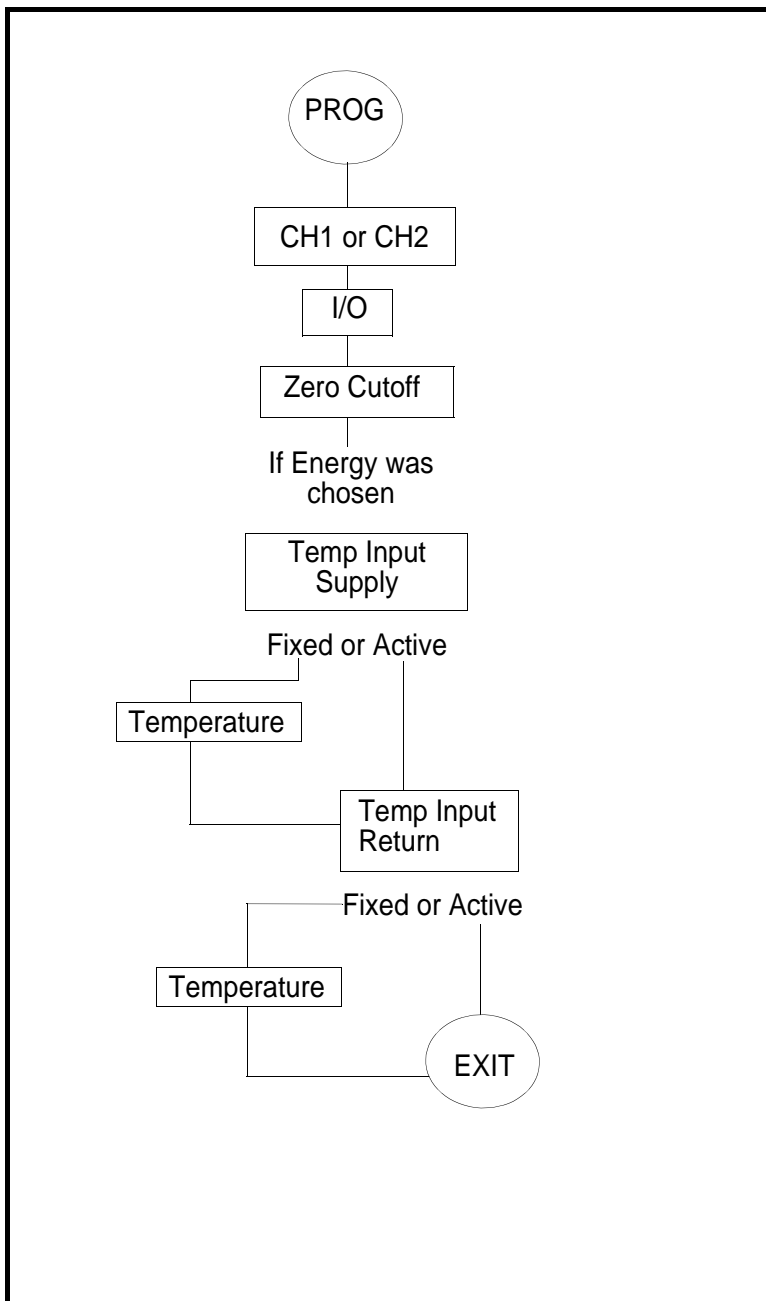 PROG
CH1 or CH2
I/O
Zero Cutoff
If Energy was
chosen
Temp Input
Supply
Fixed or Active
Temperature
Temp Input
Return
Fixed or Active
Temperature
EXIT